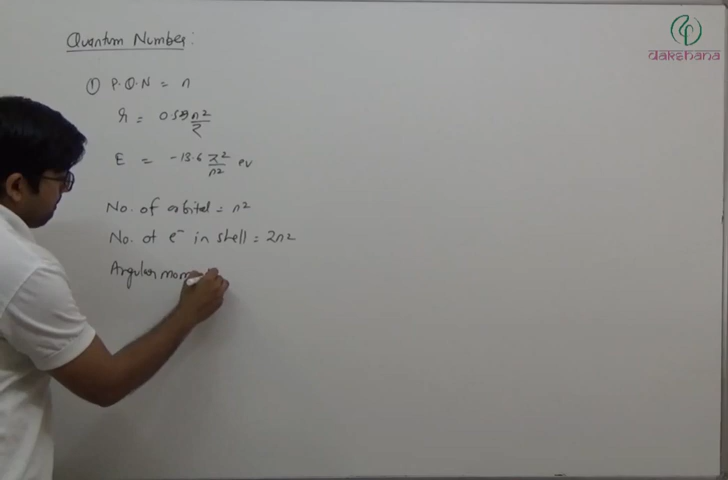 dakshana
Quantum Number:
① P.Q.N = n
r = 0.529 n²/Z
E = -13.6 Z²/n² ev
No. of orbital = n²
No. of e⁻ in shell = 2n²
Angular mom